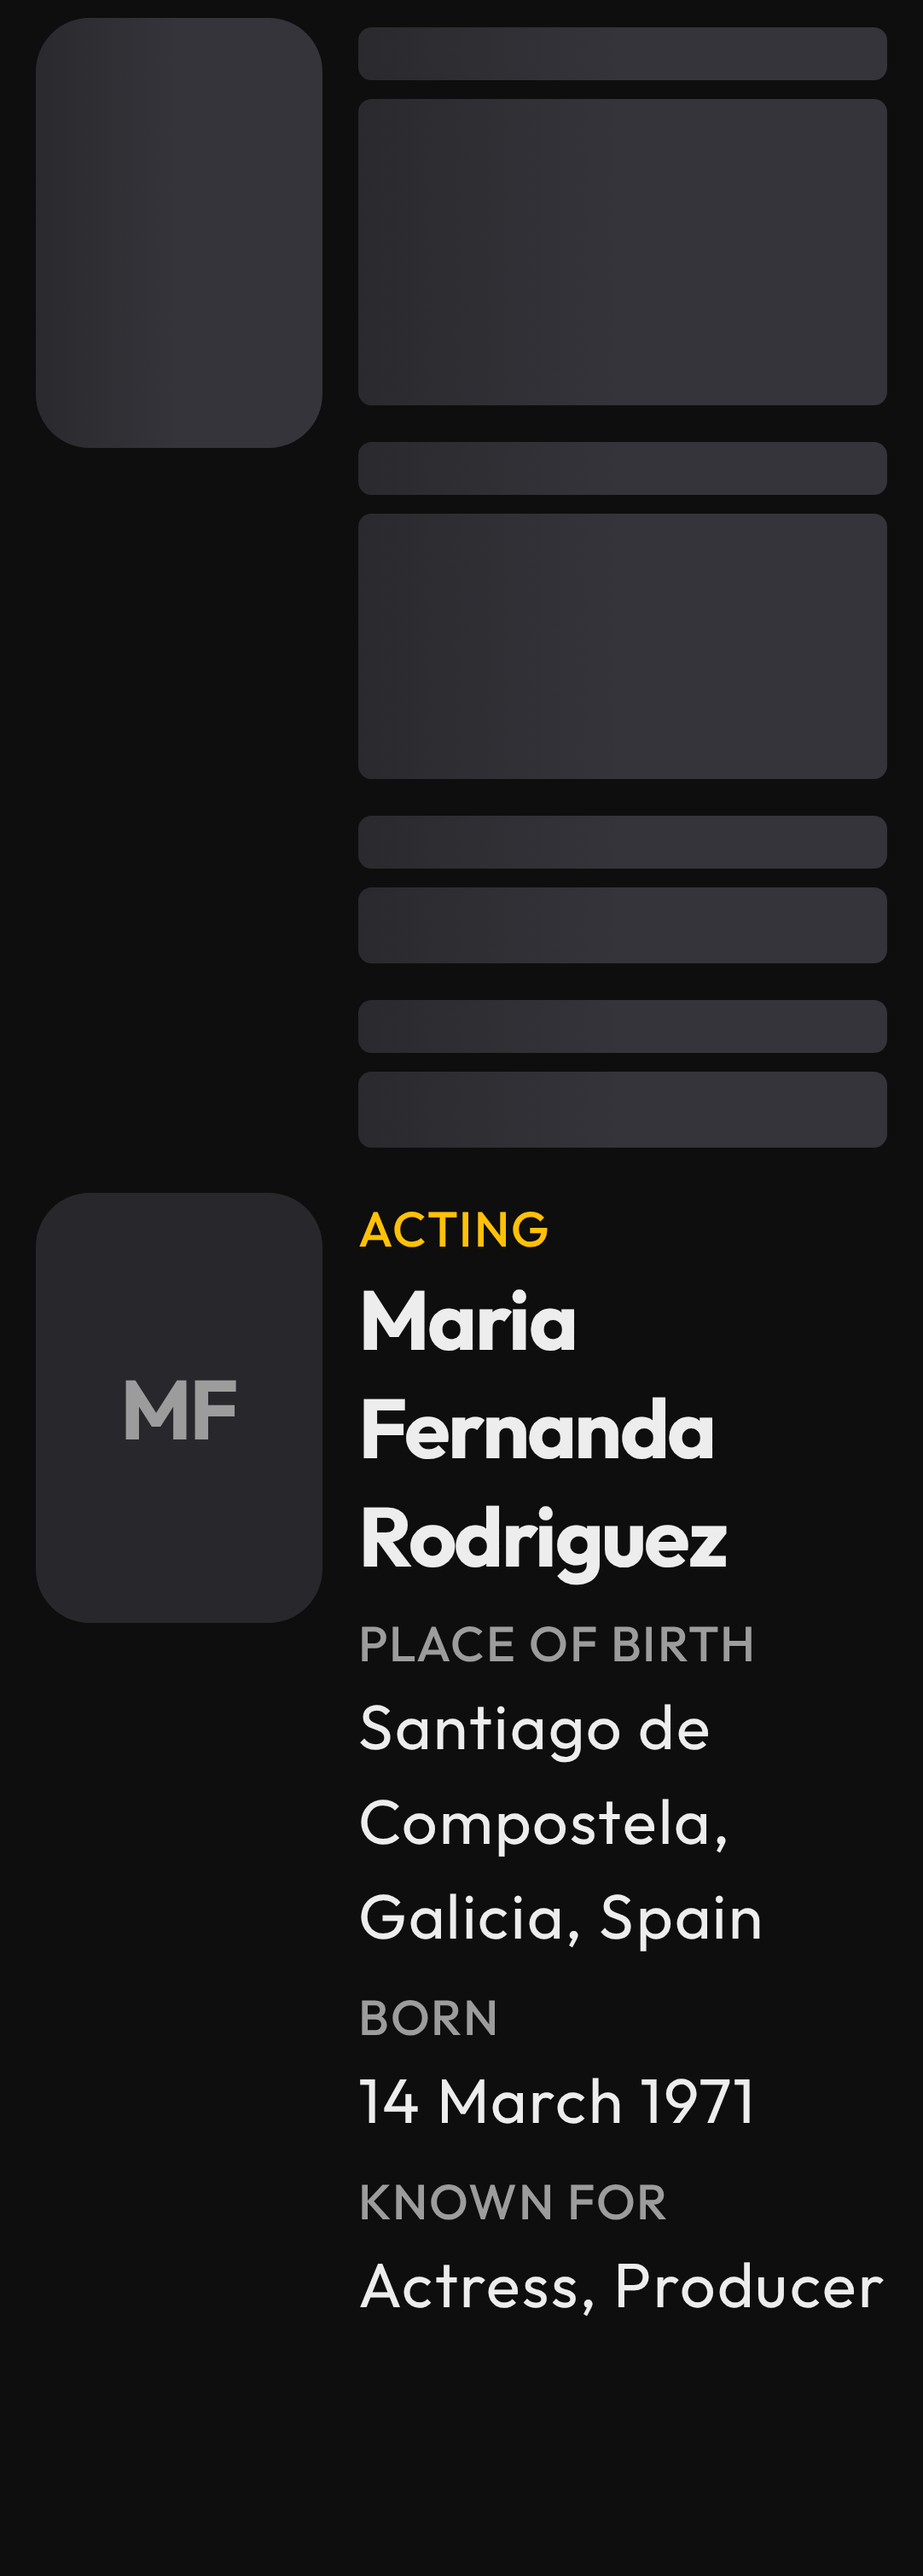 ACTING
MF
Maria
Fernanda
Rodriguez
PLACE OF BIRTH
Santiago de
Compostela,
Galicia, Spain
BORN
14 March 1971
KNOWN FOR
Actress, Producer